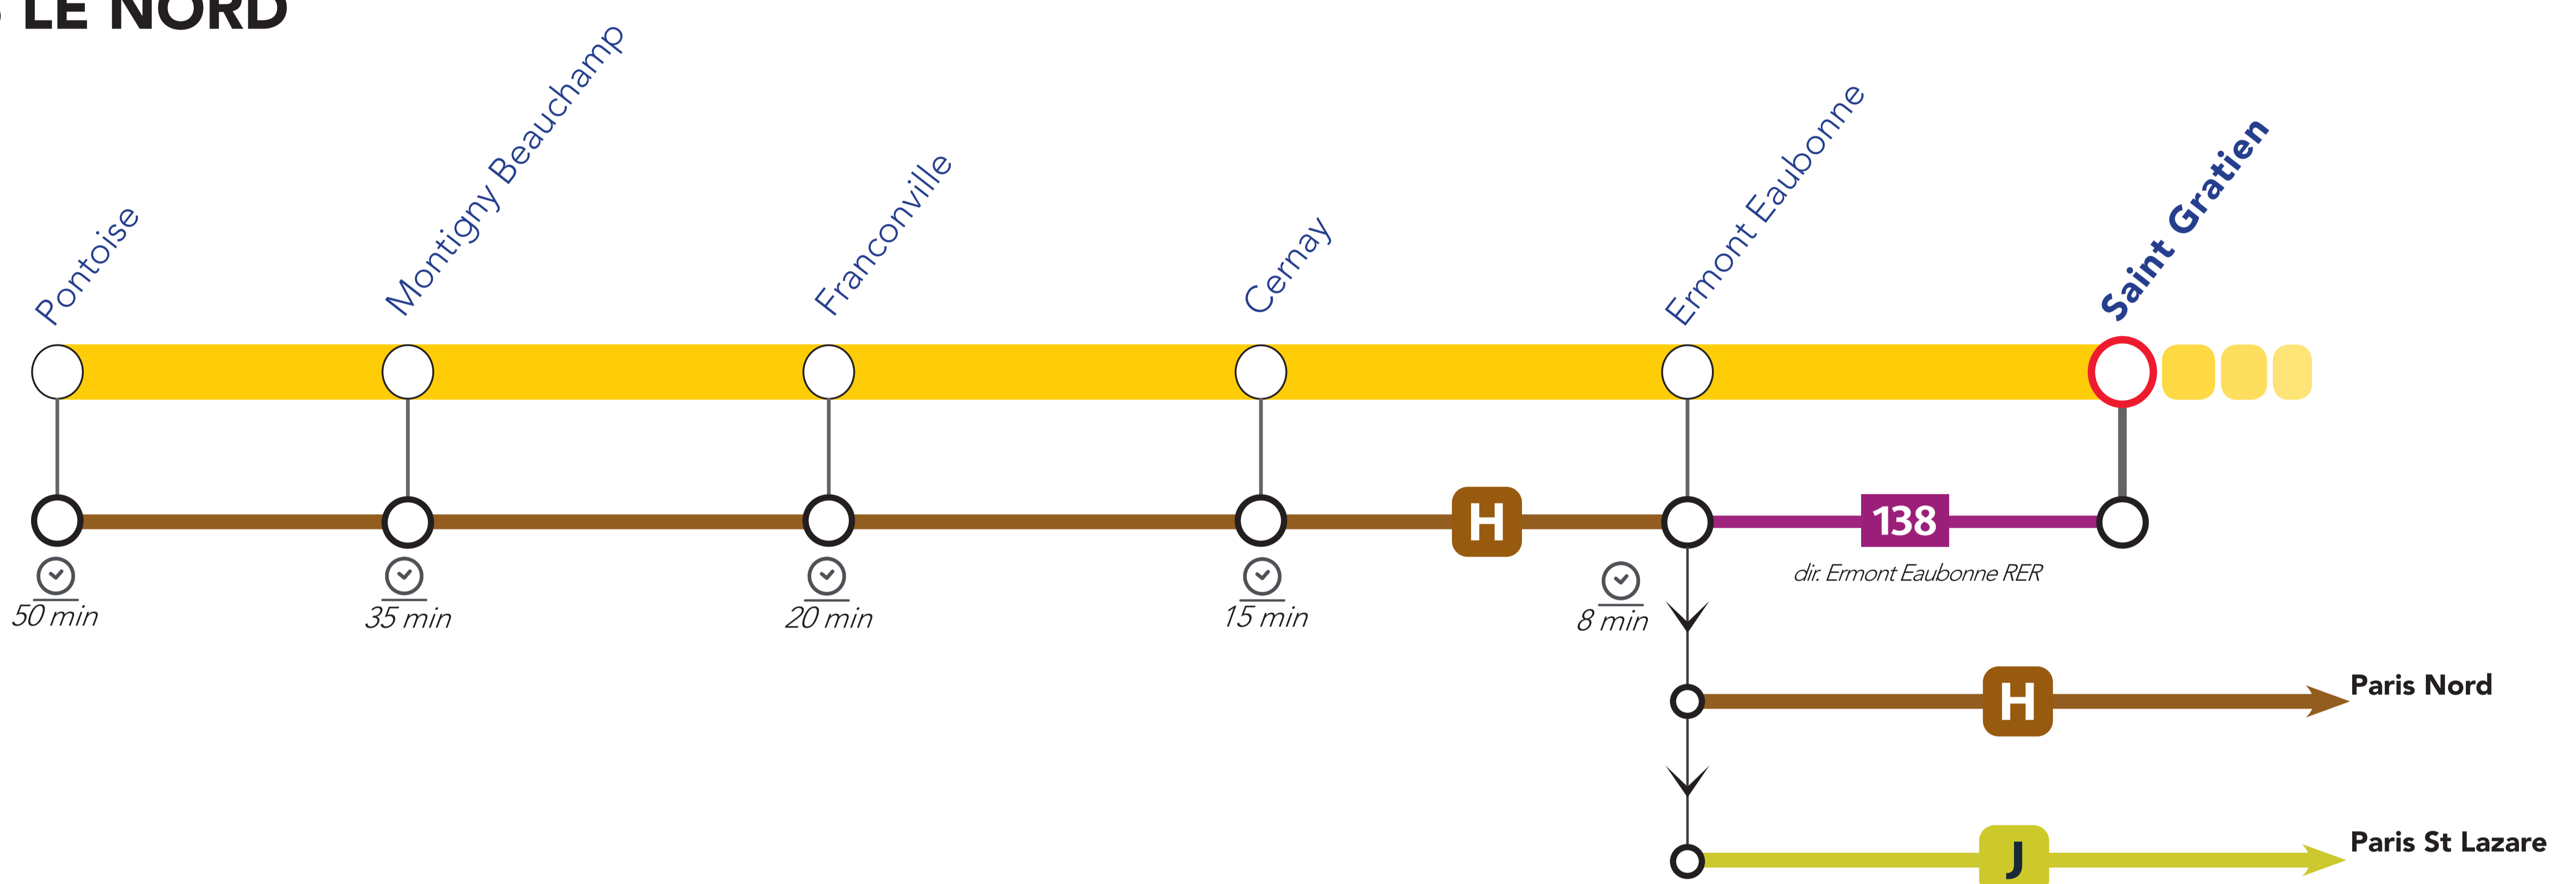 LE NORD
Pontoise
Montigny Beauchamp
Franconville
Cernay
Ermont Eaubonne
Saint Gratien
H
138
dir. Ermont Eaubonne RER
50 min
35 min
20 min
15 min
8 min
H
Paris Nord
J
Paris St Lazare